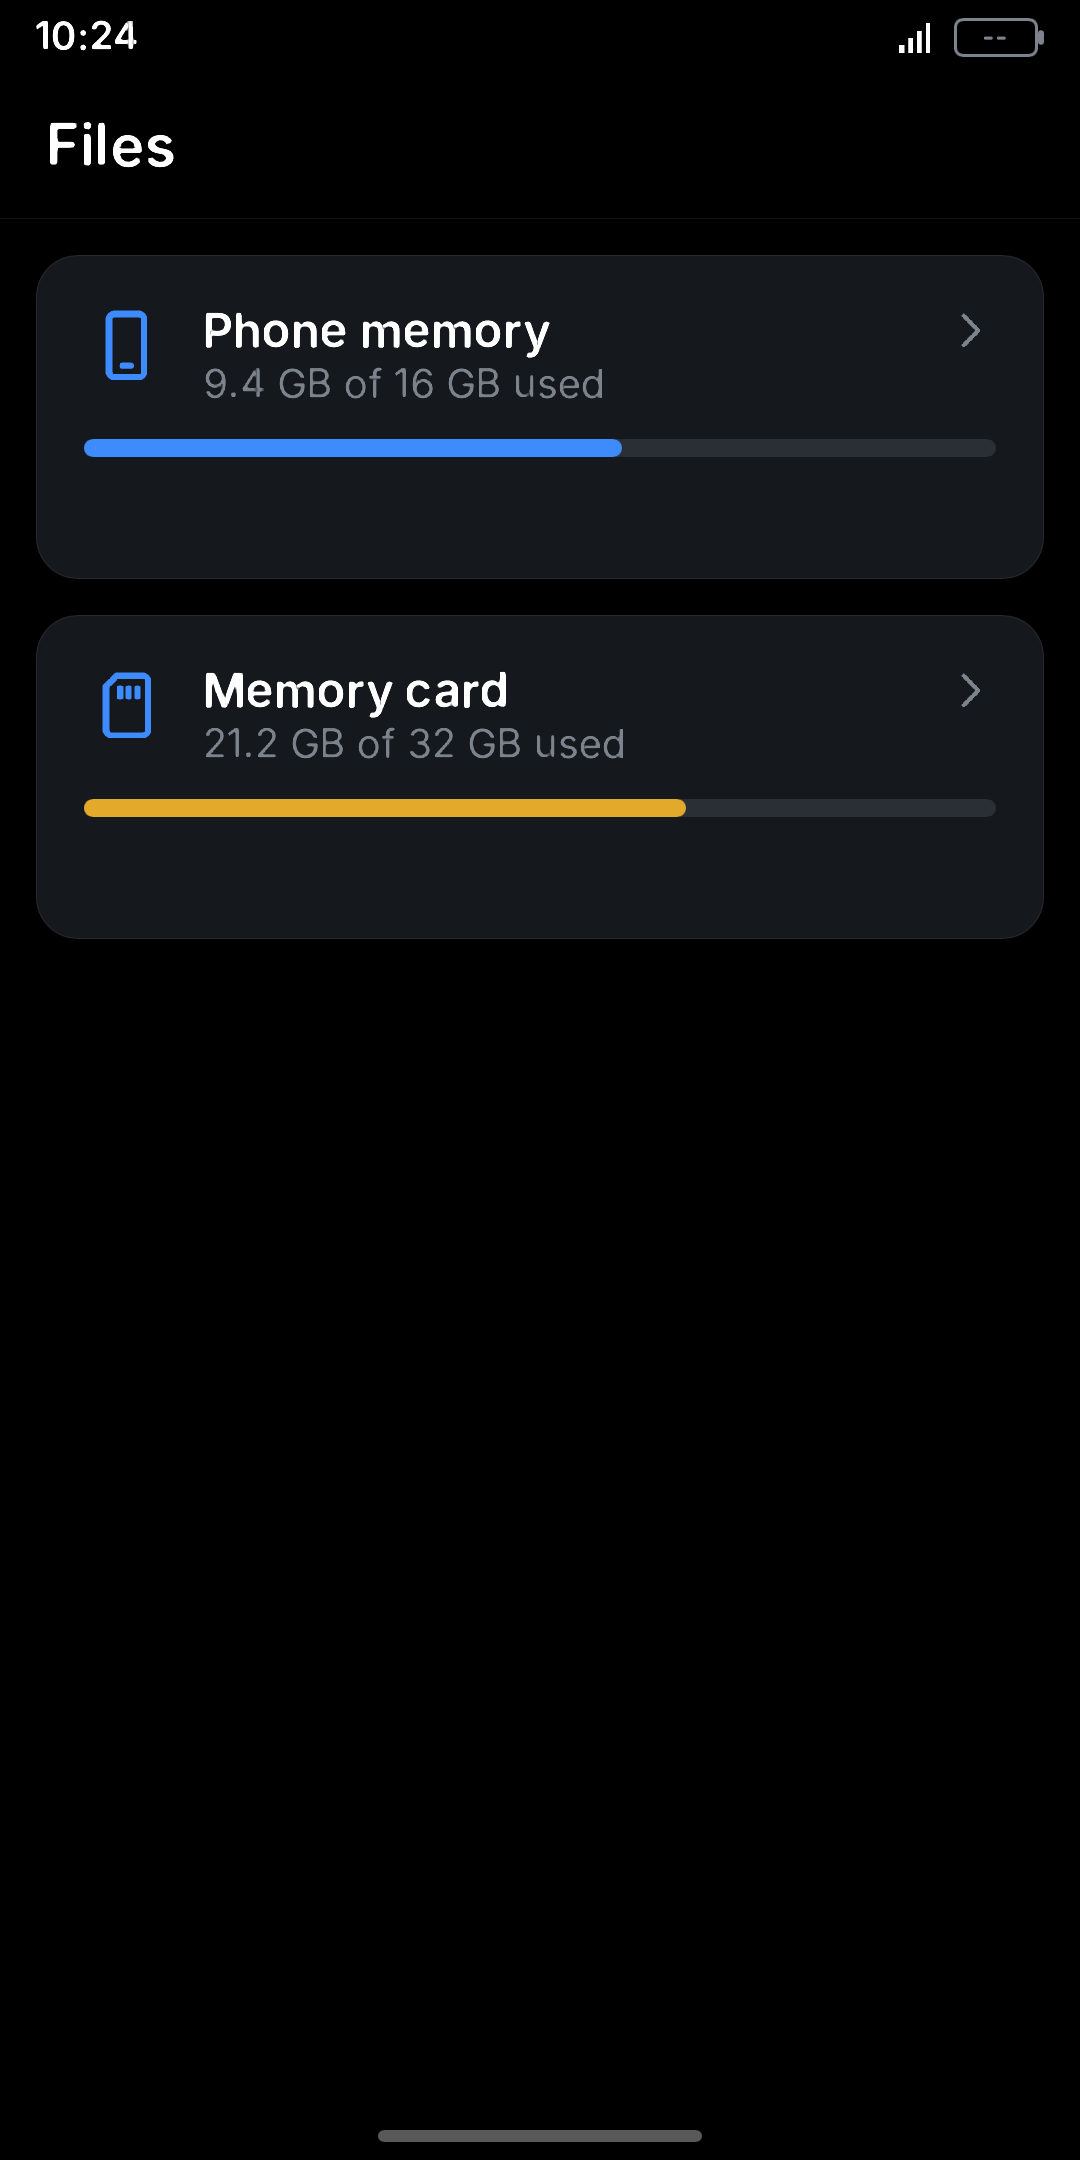 10:24
--
Files
Phone memory
9.4 GB of 16 GB used
Memory card
21.2 GB of 32 GB used